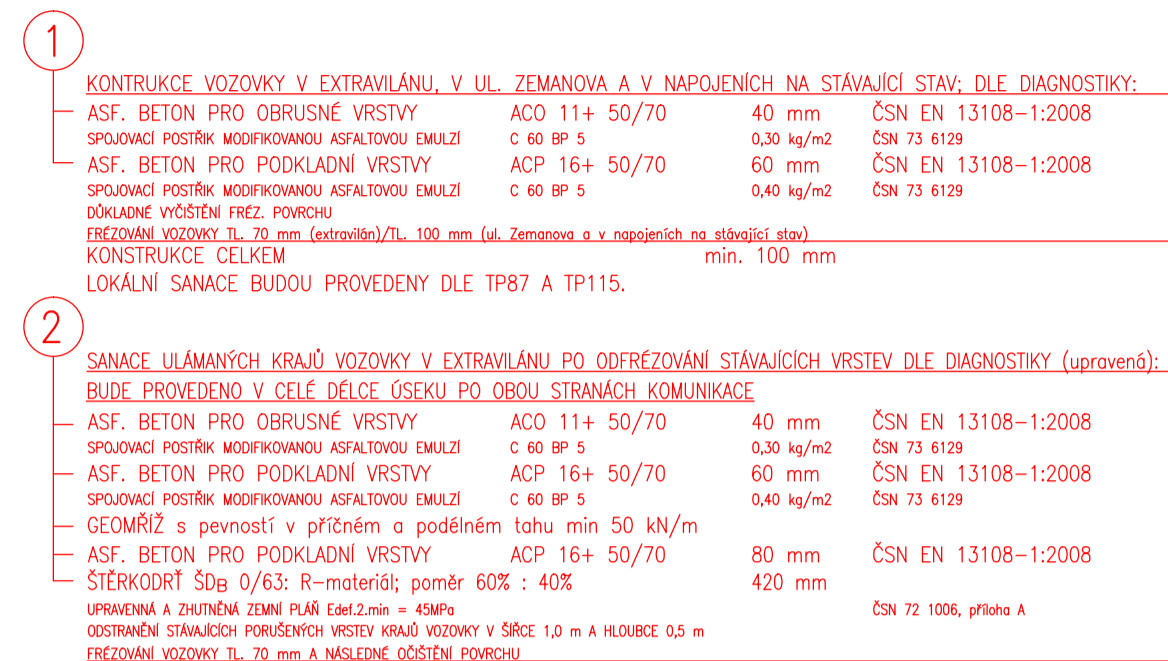 1
KONTRUKCE VOZOVKY V EXTRAVILÁNU, V UL. ZEMANOVA A V NAPOJENÍCH NA STÁVAJÍCÍ STAV; DLE DIAGNOSTIKY:
ASF. BETON PRO OBRUSNÉ VRSTVY ACO 11+ 50/70 40 mm ČSN EN 13108-1:2008
SPOJOVACÍ POSTŘIK MODIFIKOVANOU ASFALTOVOU EMULZÍ C 60 BP 5 0,30 kg/m2 ČSN 73 6129
ASF. BETON PRO PODKLADNÍ VRSTVY ACP 16+ 50/70 60 mm ČSN EN 13108-1:2008
SPOJOVACÍ POSTŘIK MODIFIKOVANOU ASFALTOVOU EMULZÍ C 60 BP 5 0,40 kg/m2 ČSN 73 6129
DŮKLADNÉ VYČIŠTĚNÍ FRÉZ. POVRCHU
FRÉZOVÁNÍ VOZOVKY TL. 70 mm (extravilán)/TL. 100 mm (ul. Zemanova a v napojeních na stávající stav)
KONSTRUKCE CELKEM min. 100 mm
LOKÁLNÍ SANACE BUDOU PROVEDENY DLE TP87 A TP115.
2
SANACE ULÁMANÝCH KRAJŮ VOZOVKY V EXTRAVILÁNU PO ODFRÉZOVÁNÍ STÁVAJÍCÍCH VRSTEV DLE DIAGNOSTIKY (upravená):
BUDE PROVEDENO V CELÉ DÉLCE ÚSEKU PO OBOU STRANÁCH KOMUNIKACE
ASF. BETON PRO OBRUSNÉ VRSTVY ACO 11+ 50/70 40 mm ČSN EN 13108-1:2008
SPOJOVACÍ POSTŘIK MODIFIKOVANOU ASFALTOVOU EMULZÍ C 60 BP 5 0,30 kg/m2 ČSN 73 6129
ASF. BETON PRO PODKLADNÍ VRSTVY ACP 16+ 50/70 60 mm ČSN EN 13108-1:2008
SPOJOVACÍ POSTŘIK MODIFIKOVANOU ASFALTOVOU EMULZÍ C 60 BP 5 0,40 kg/m2 ČSN 73 6129
GEOMŘÍŽ s pevností v příčném a podélném tahu min 50 kN/m
ASF. BETON PRO PODKLADNÍ VRSTVY ACP 16+ 50/70 80 mm ČSN EN 13108-1:2008
ŠTĚRKODRŤ ŠDB 0/63: R-materiál; poměr 60% : 40% 420 mm
UPRAVENNÁ A ZHUTNĚNÁ ZEMNÍ PLÁŇ Edef.2.min = 45MPa ČSN 72 1006, příloha A
ODSTRANĚNÍ STÁVAJÍCÍCH PORUŠENÝCH VRSTEV KRAJŮ VOZOVKY V ŠÍŘCE 1,0 m A HLOUBCE 0,5 m
FRÉZOVÁNÍ VOZOVKY TL. 70 mm A NÁSLEDNÉ OČIŠTĚNÍ POVRCHU